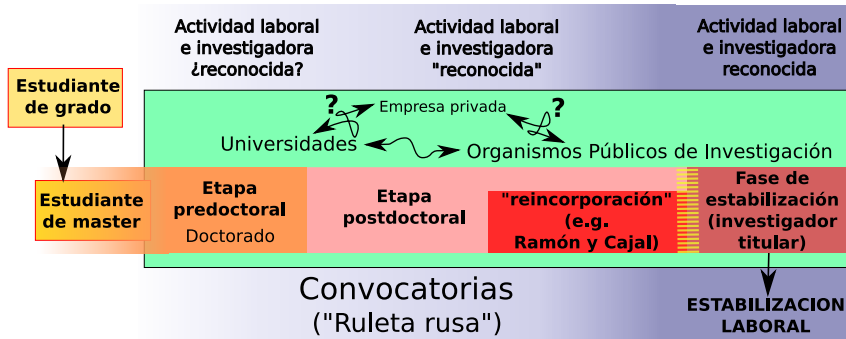 Actividad laboral
e investigadora
¿reconocida?
Actividad laboral
e investigadora
"reconocida"
Actividad laboral
e investigadora
reconocida
Estudiante
de grado
? Empresa privada ?
Universidades
Organismos Públicos de Investigación
Estudiante
de master
Etapa
predoctoral
Doctorado
Etapa
postdoctoral
"reincorporación"
(e.g.
Ramón y Cajal)
Fase de
estabilización
(investigador
titular)
Convocatorias
("Ruleta rusa")
ESTABILIZACION
LABORAL